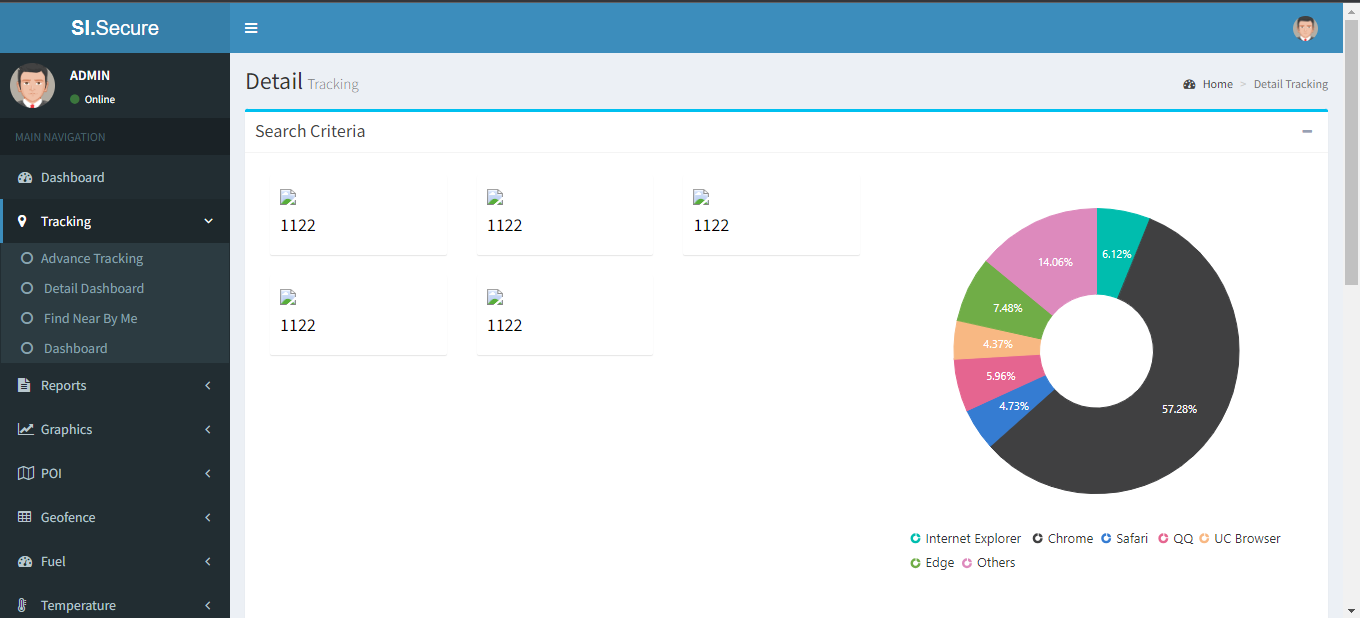 SI.Secure
ADMIN
Online
MAIN NAVIGATION
Dashboard
Tracking
Advance Tracking
Detail Dashboard
Find Near By Me
Dashboard
Reports
Graphics
POI
Geofence
Fuel
Temperature
Detail Tracking
Home > Detail Tracking
Search Criteria
1122 1122 1122
1122 1122
14.06% 6.12%
7.48%
4.37%
5.96%
4.73% 57.28%
Internet Explorer Chrome Safari QQ UC Browser
Edge Others